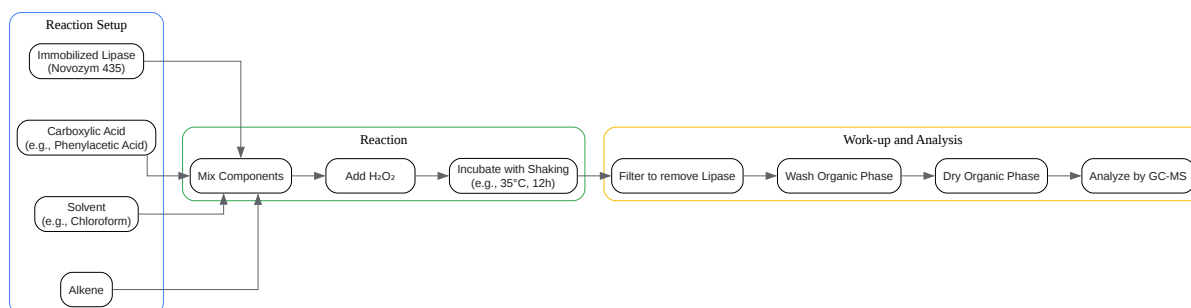 Reaction Setup
Immobilized Lipase
(Novozym 435)
Carboxylic Acid
(e.g., Phenylacetic Acid)
Solvent
(e.g., Chloroform)
Alkene
Reaction
Mix Components
Add H₂O₂
Incubate with Shaking
(e.g., 35°C, 12h)
Work-up and Analysis
Filter to remove Lipase
Wash Organic Phase
Dry Organic Phase
Analyze by GC-MS